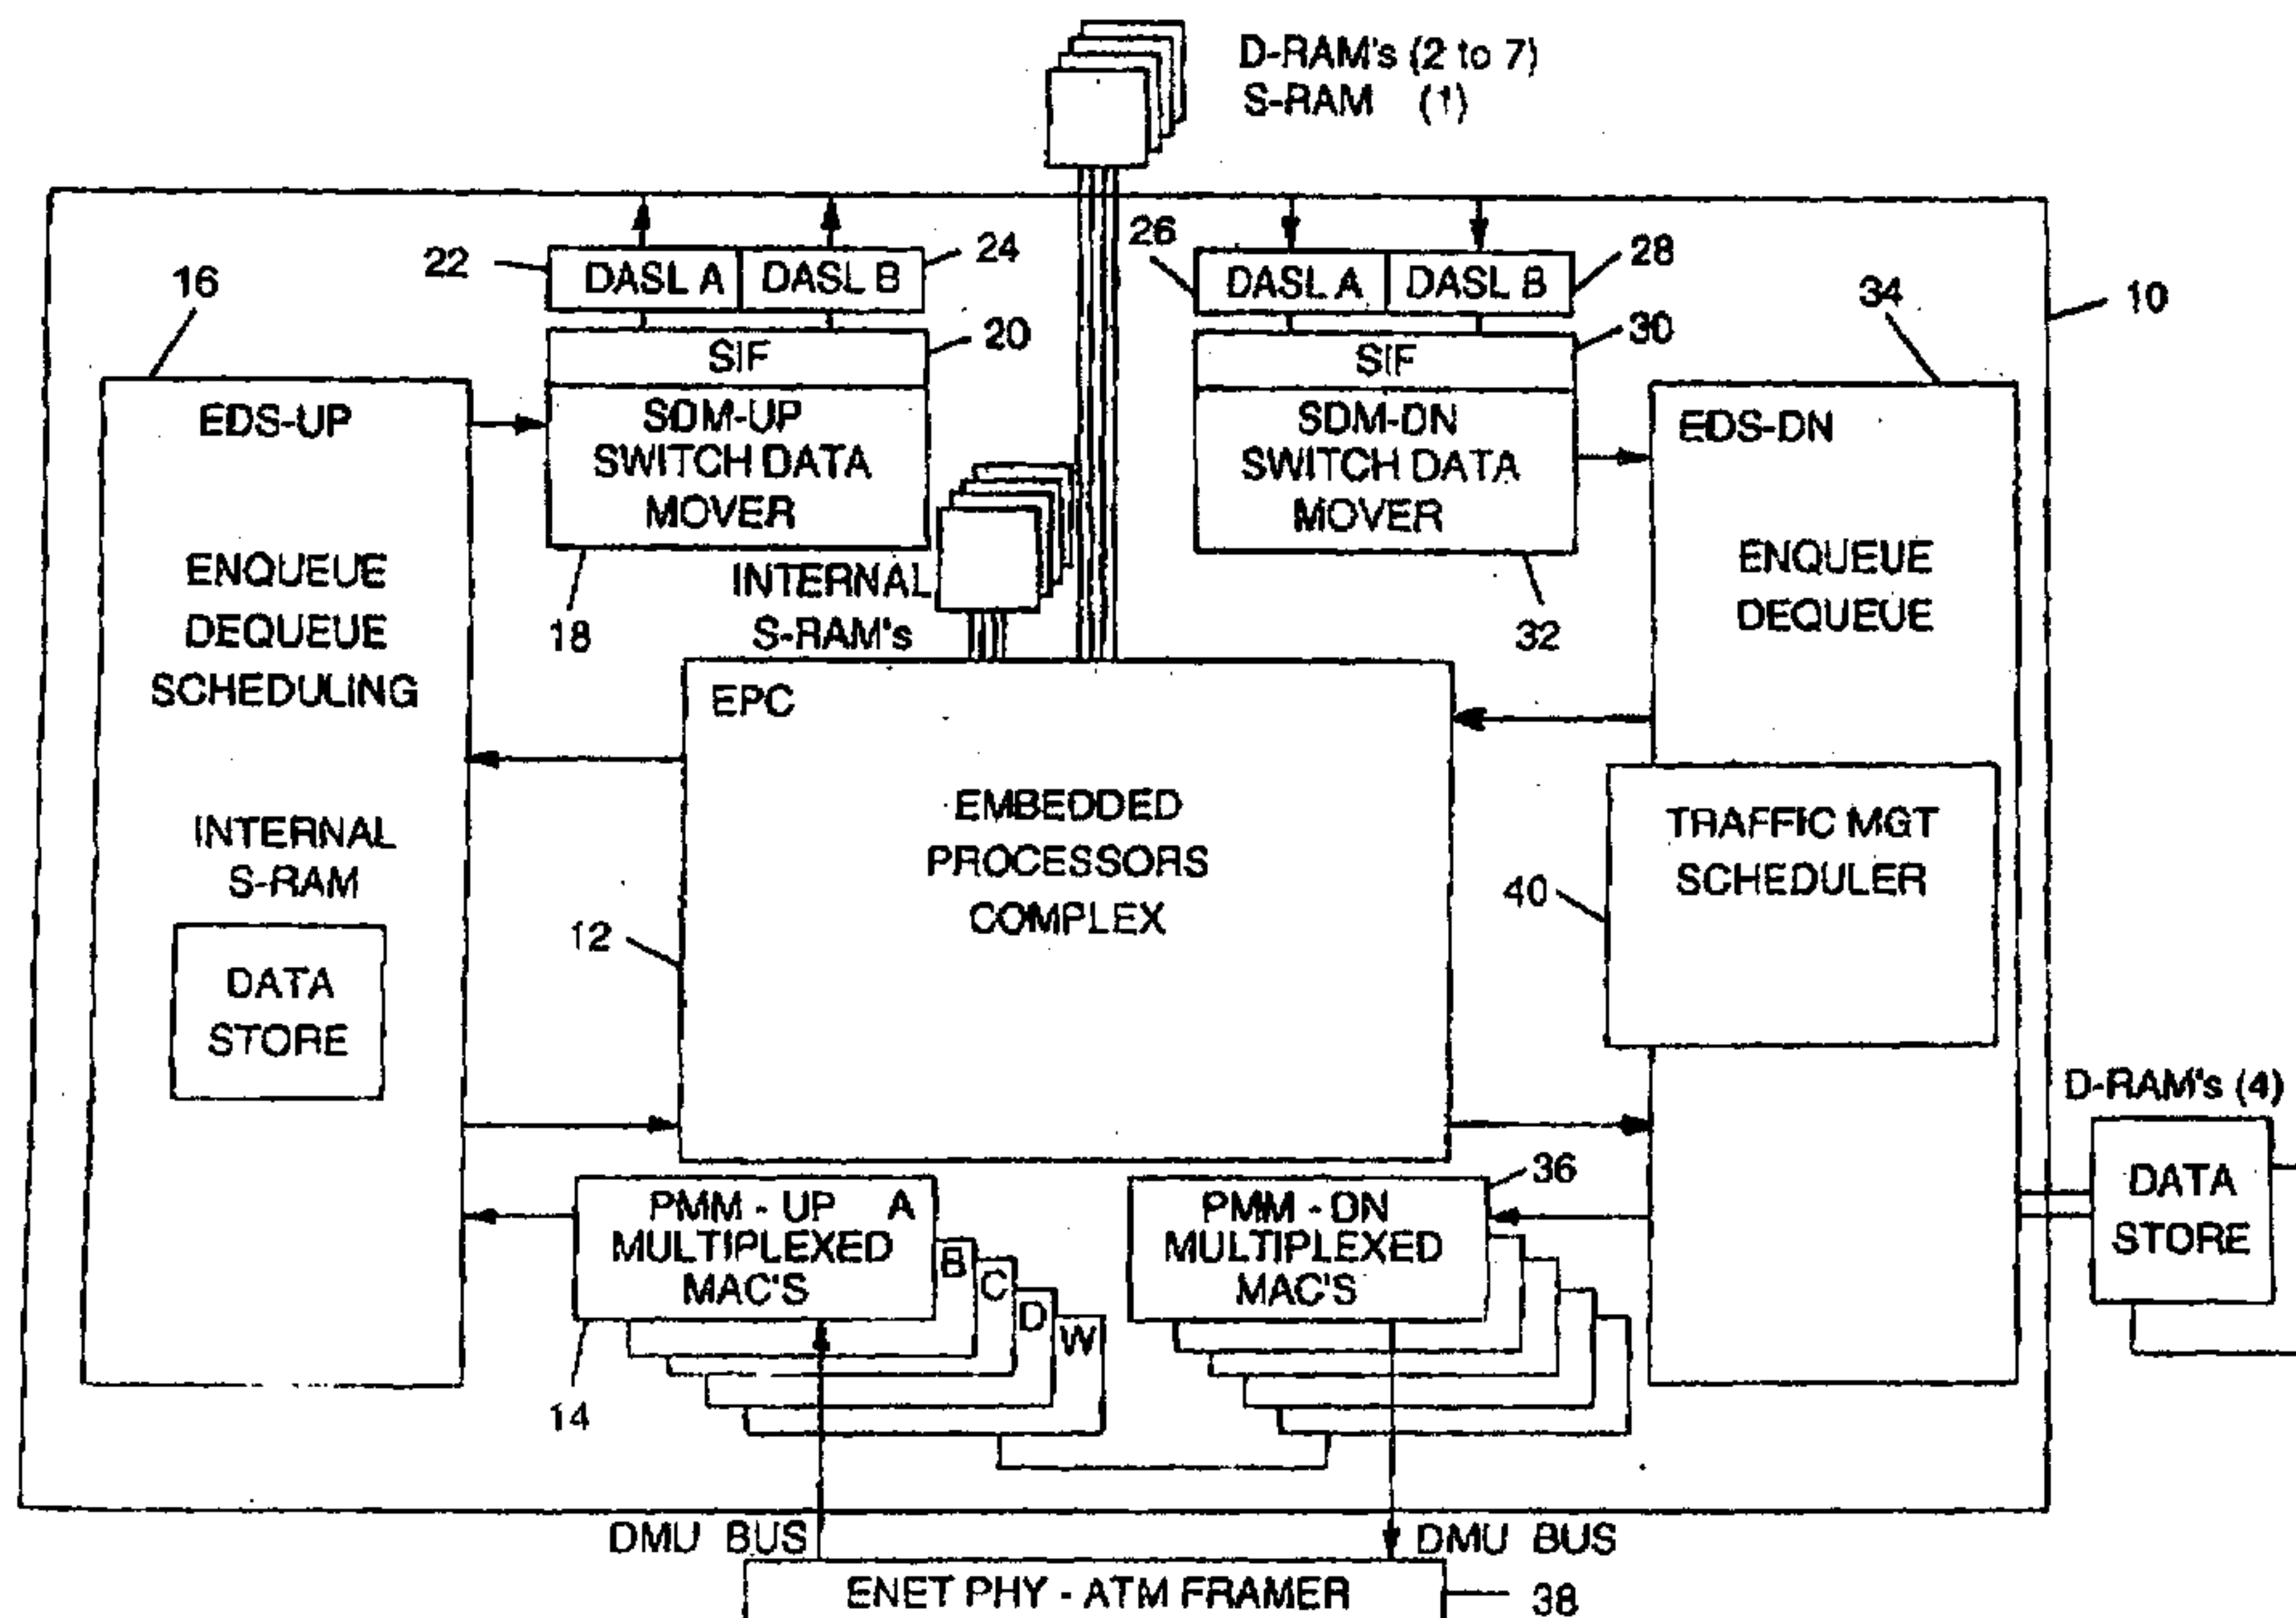 D-RAM's (2 to 7)
S-RAM (1)
22
DASL A
DASL B
24
26
DASL A
DASL B
28
16
34
10
SIF
20
SIF
30
EDS-UP
SDM-UP
SWITCH DATA
MOVER
SDM-DN
SWITCH DATA
MOVER
EDS-DN
ENQUEUE
DEQUEUE
SCHEDULING
18
INTERNAL
S-RAM's
32
ENQUEUE
DEQUEUE
EPC
EMBEDDED
PROCESSORS
COMPLEX
12
INTERNAL
S-RAM
DATA
STORE
TRAFFIC MGT
SCHEDULER
40
D-RAM's (4)
DATA
STORE
PMM - UP A
MULTIPLEXED
MAC'S
B
C
D
W
14
PMM - DN
MULTIPLEXED
MAC'S
36
DMU BUS
DMU BUS
ENET PHY - ATM FRAMER
38